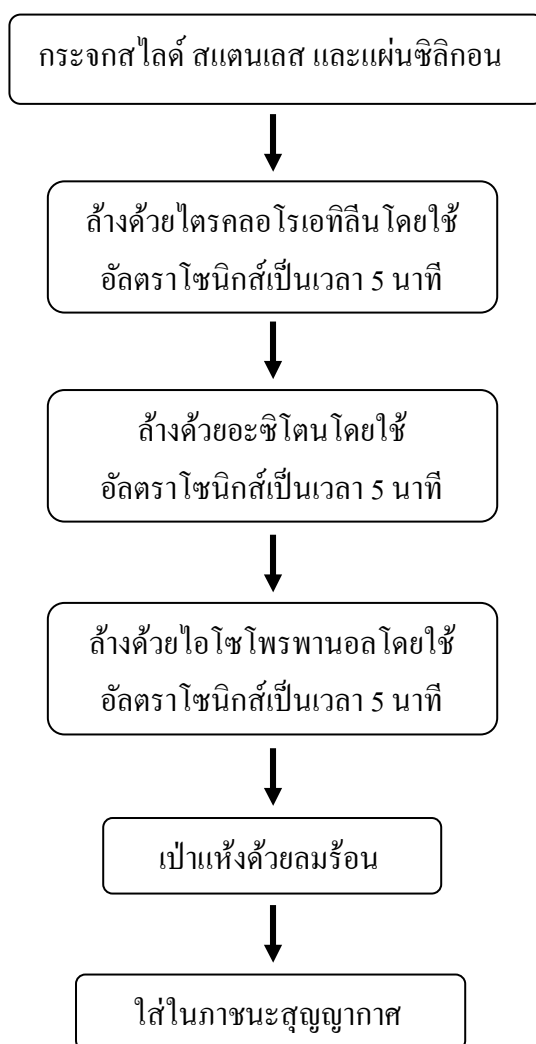 กระจกสไลด์ สแตนเลส และแผ่นซิลิกอน
ล้างด้วยไตรคลอโรเอทิลีนโดยใช้
อัลตราโซนิกส์เป็นเวลา 5 นาที
ล้างด้วยอะซิโตนโดยใช้
อัลตราโซนิกส์เป็นเวลา 5 นาที
ล้างด้วยไอโซโพรพานอลโดยใช้
อัลตราโซนิกส์เป็นเวลา 5 นาที
เป่าแห้งด้วยลมร้อน
ใส่ในภาชนะสุญญากาศ